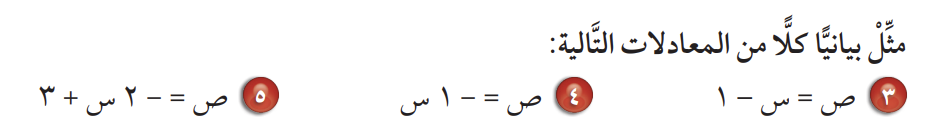 مثِّلْ بيانيًّا كلًّا من المعادلات التَّالية:
٣ ص = س – ١ ٤ ص = – ١ س ٥ ص = – ٢ س + ٣